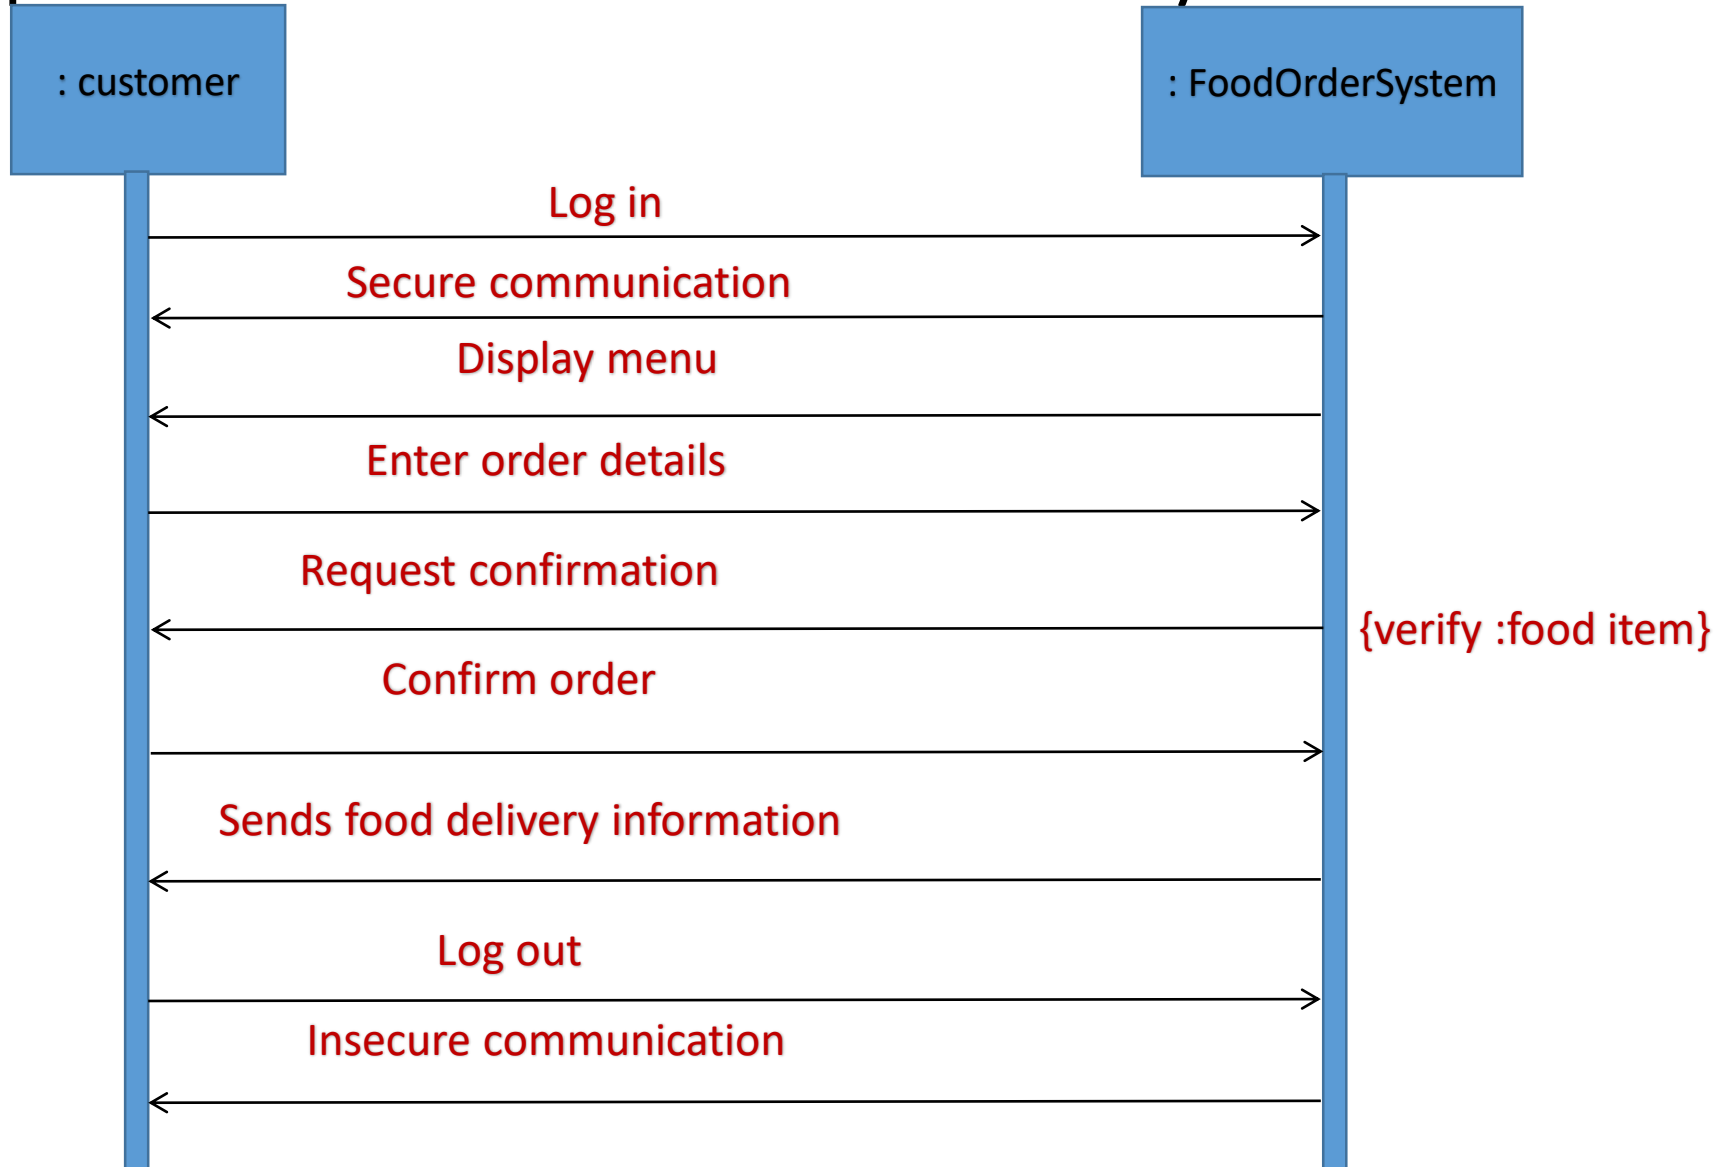 : customer
: FoodOrderSystem
Log in
Secure communication
Display menu
Enter order details
Request confirmation
{verify :food item}
Confirm order
Sends food delivery information
Log out
Insecure communication